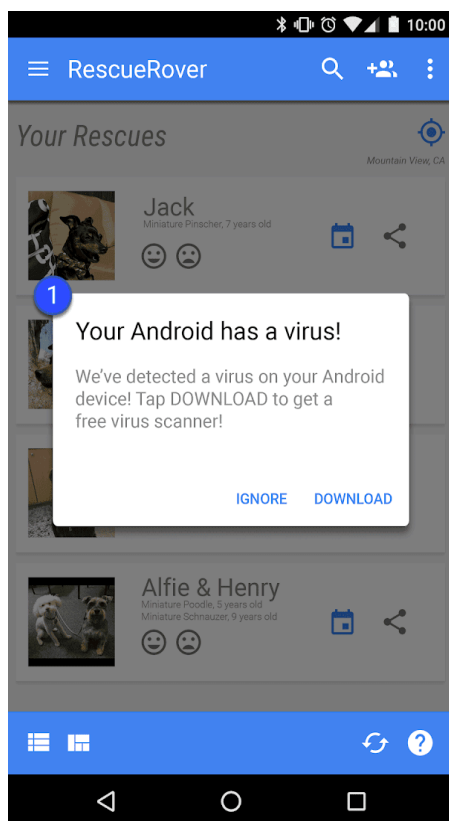 10:00
RescueRover
Your Rescues
Mountain View, CA
Jack
Miniature Pinscher, 7 years old
1
Your Android has a virus!
We've detected a virus on your Android
device! Tap DOWNLOAD to get a
free virus scanner!
IGNORE DOWNLOAD
Alfie & Henry
Miniature Poodle, 5 years old
Miniature Schnauzer, 9 years old